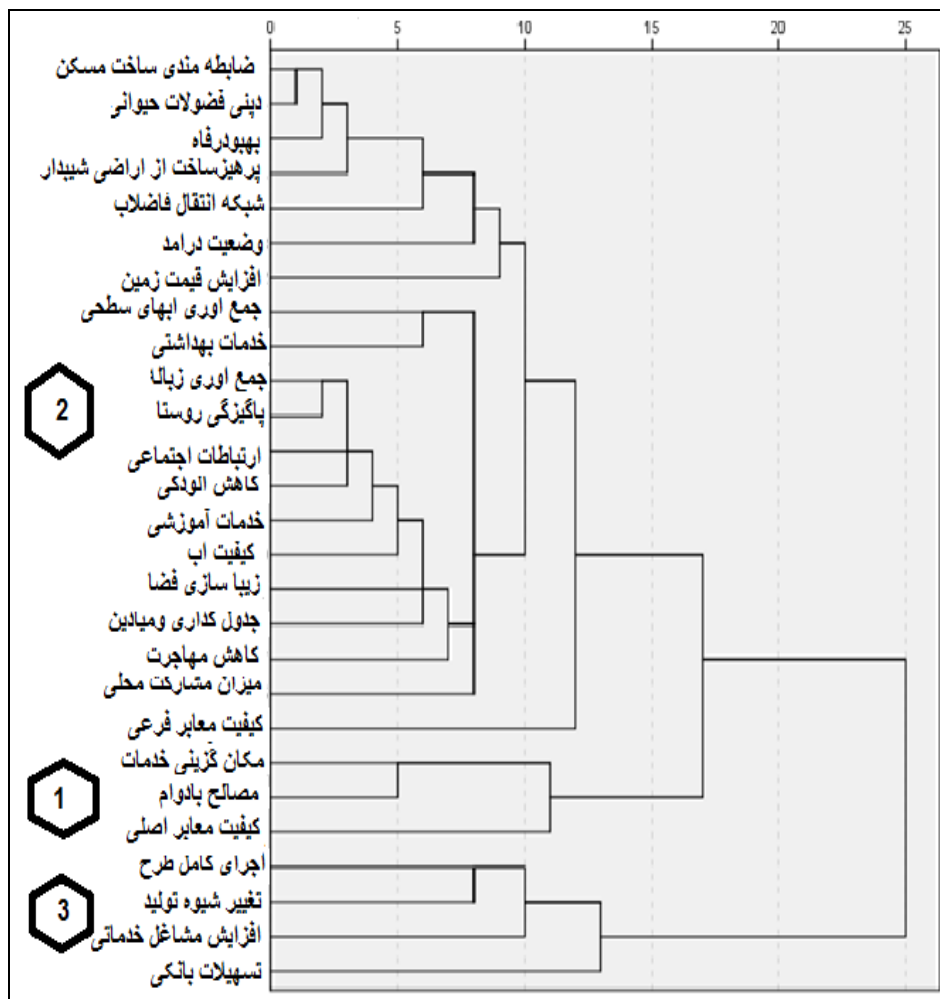 0 5 10 15 20 25
ضابطه مندی ساخت مسکن
دپنی فضولات حیوانی
بهبودرفاه
پرهیزساخت از اراضی شیبدار
شبکه انتقال فاضلاب
وضعیت درامد
افزایش قیمت زمین
جمع اوری ابهای سطحی
خدمات بهداشتی
جمع اوری زباله
پاگیزگی روستا
2
ارتباطات اجتماعی
کاهش الودکی
خدمات آموزشی
کیفیت اب
زیبا سازی فضا
جدول کداری ومیادین
کاهش مهاجرت
میزان مشارکت محلی
کیفیت معابر فرعی
مکان گزینی خدمات
مصالح بادوام
1
کیفیت معابر اصلی
اجرای کامل طرح
تغییر شیوه تولید
3
افزایش مشاغل خدماتی
تسهیلات بانکی